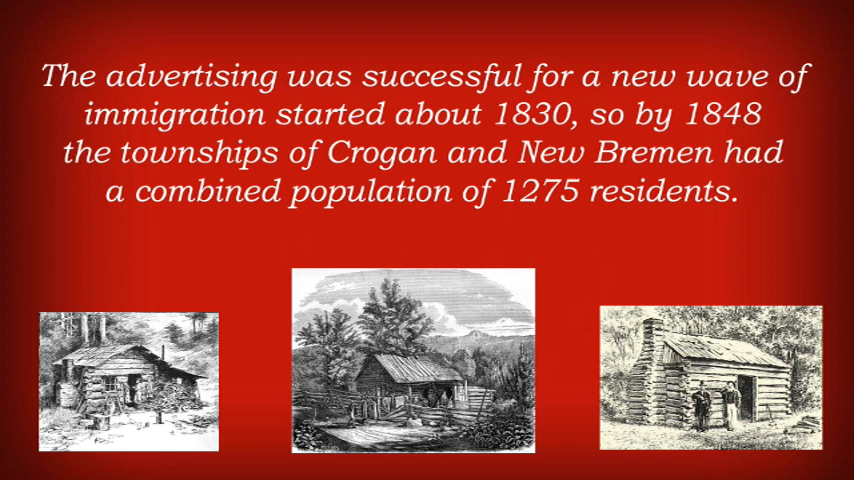 The advertising was successful for a new wave of
immigration started about 1830, so by 1848
the townships of Crogan and New Bremen had
a combined population of 1275 residents.